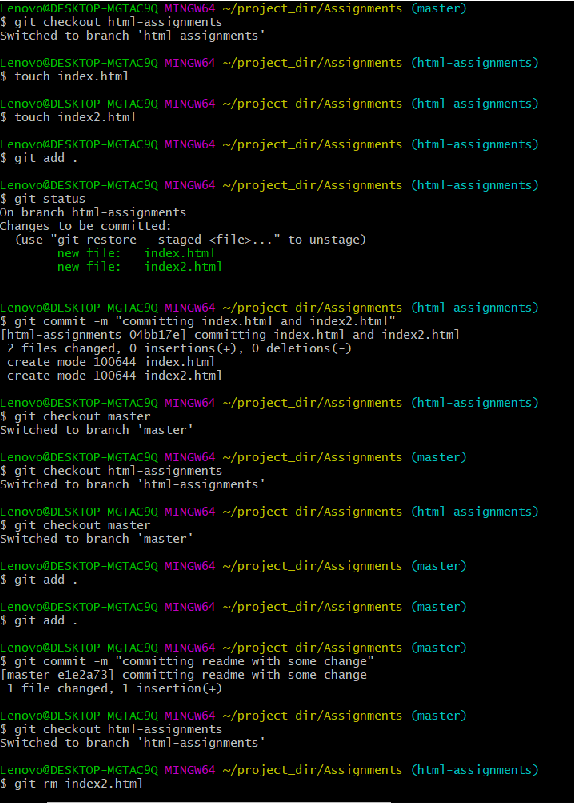 Lenovo@DESKTOP-MGTAC9Q MINGW64 ~/project_dir/Assignments (master)
$ git checkout html-assignments
Switched to branch 'html-assignments'
Lenovo@DESKTOP-MGTAC9Q MINGW64 ~/project_dir/Assignments (html-assignments)
$ touch index.html
Lenovo@DESKTOP-MGTAC9Q MINGW64 ~/project_dir/Assignments (html-assignments)
$ touch index2.html
Lenovo@DESKTOP-MGTAC9Q MINGW64 ~/project_dir/Assignments (html-assignments)
$ git add .
Lenovo@DESKTOP-MGTAC9Q MINGW64 ~/project_dir/Assignments (html-assignments)
$ git status
On branch html-assignments
Changes to be committed:
  (use "git restore --staged <file>..." to unstage)
        new file:   index.html
        new file:   index2.html
Lenovo@DESKTOP-MGTAC9Q MINGW64 ~/project_dir/Assignments (html-assignments)
$ git commit -m "committing index.html and index2.html"
[html-assignments 04bb17e] committing index.html and index2.html
 2 files changed, 0 insertions(+), 0 deletions(-)
 create mode 100644 index.html
 create mode 100644 index2.html
Lenovo@DESKTOP-MGTAC9Q MINGW64 ~/project_dir/Assignments (html-assignments)
$ git checkout master
Switched to branch 'master'
Lenovo@DESKTOP-MGTAC9Q MINGW64 ~/project_dir/Assignments (master)
$ git checkout html-assignments
Switched to branch 'html-assignments'
Lenovo@DESKTOP-MGTAC9Q MINGW64 ~/project_dir/Assignments (html-assignments)
$ git checkout master
Switched to branch 'master'
Lenovo@DESKTOP-MGTAC9Q MINGW64 ~/project_dir/Assignments (master)
$ git add .
Lenovo@DESKTOP-MGTAC9Q MINGW64 ~/project_dir/Assignments (master)
$ git add .
Lenovo@DESKTOP-MGTAC9Q MINGW64 ~/project_dir/Assignments (master)
$ git commit -m "committing readme with some change"
[master e1e2a73] committing readme with some change
 1 file changed, 1 insertion(+)
Lenovo@DESKTOP-MGTAC9Q MINGW64 ~/project_dir/Assignments (master)
$ git checkout html-assignments
Switched to branch 'html-assignments'
Lenovo@DESKTOP-MGTAC9Q MINGW64 ~/project_dir/Assignments (html-assignments)
$ git rm index2.html